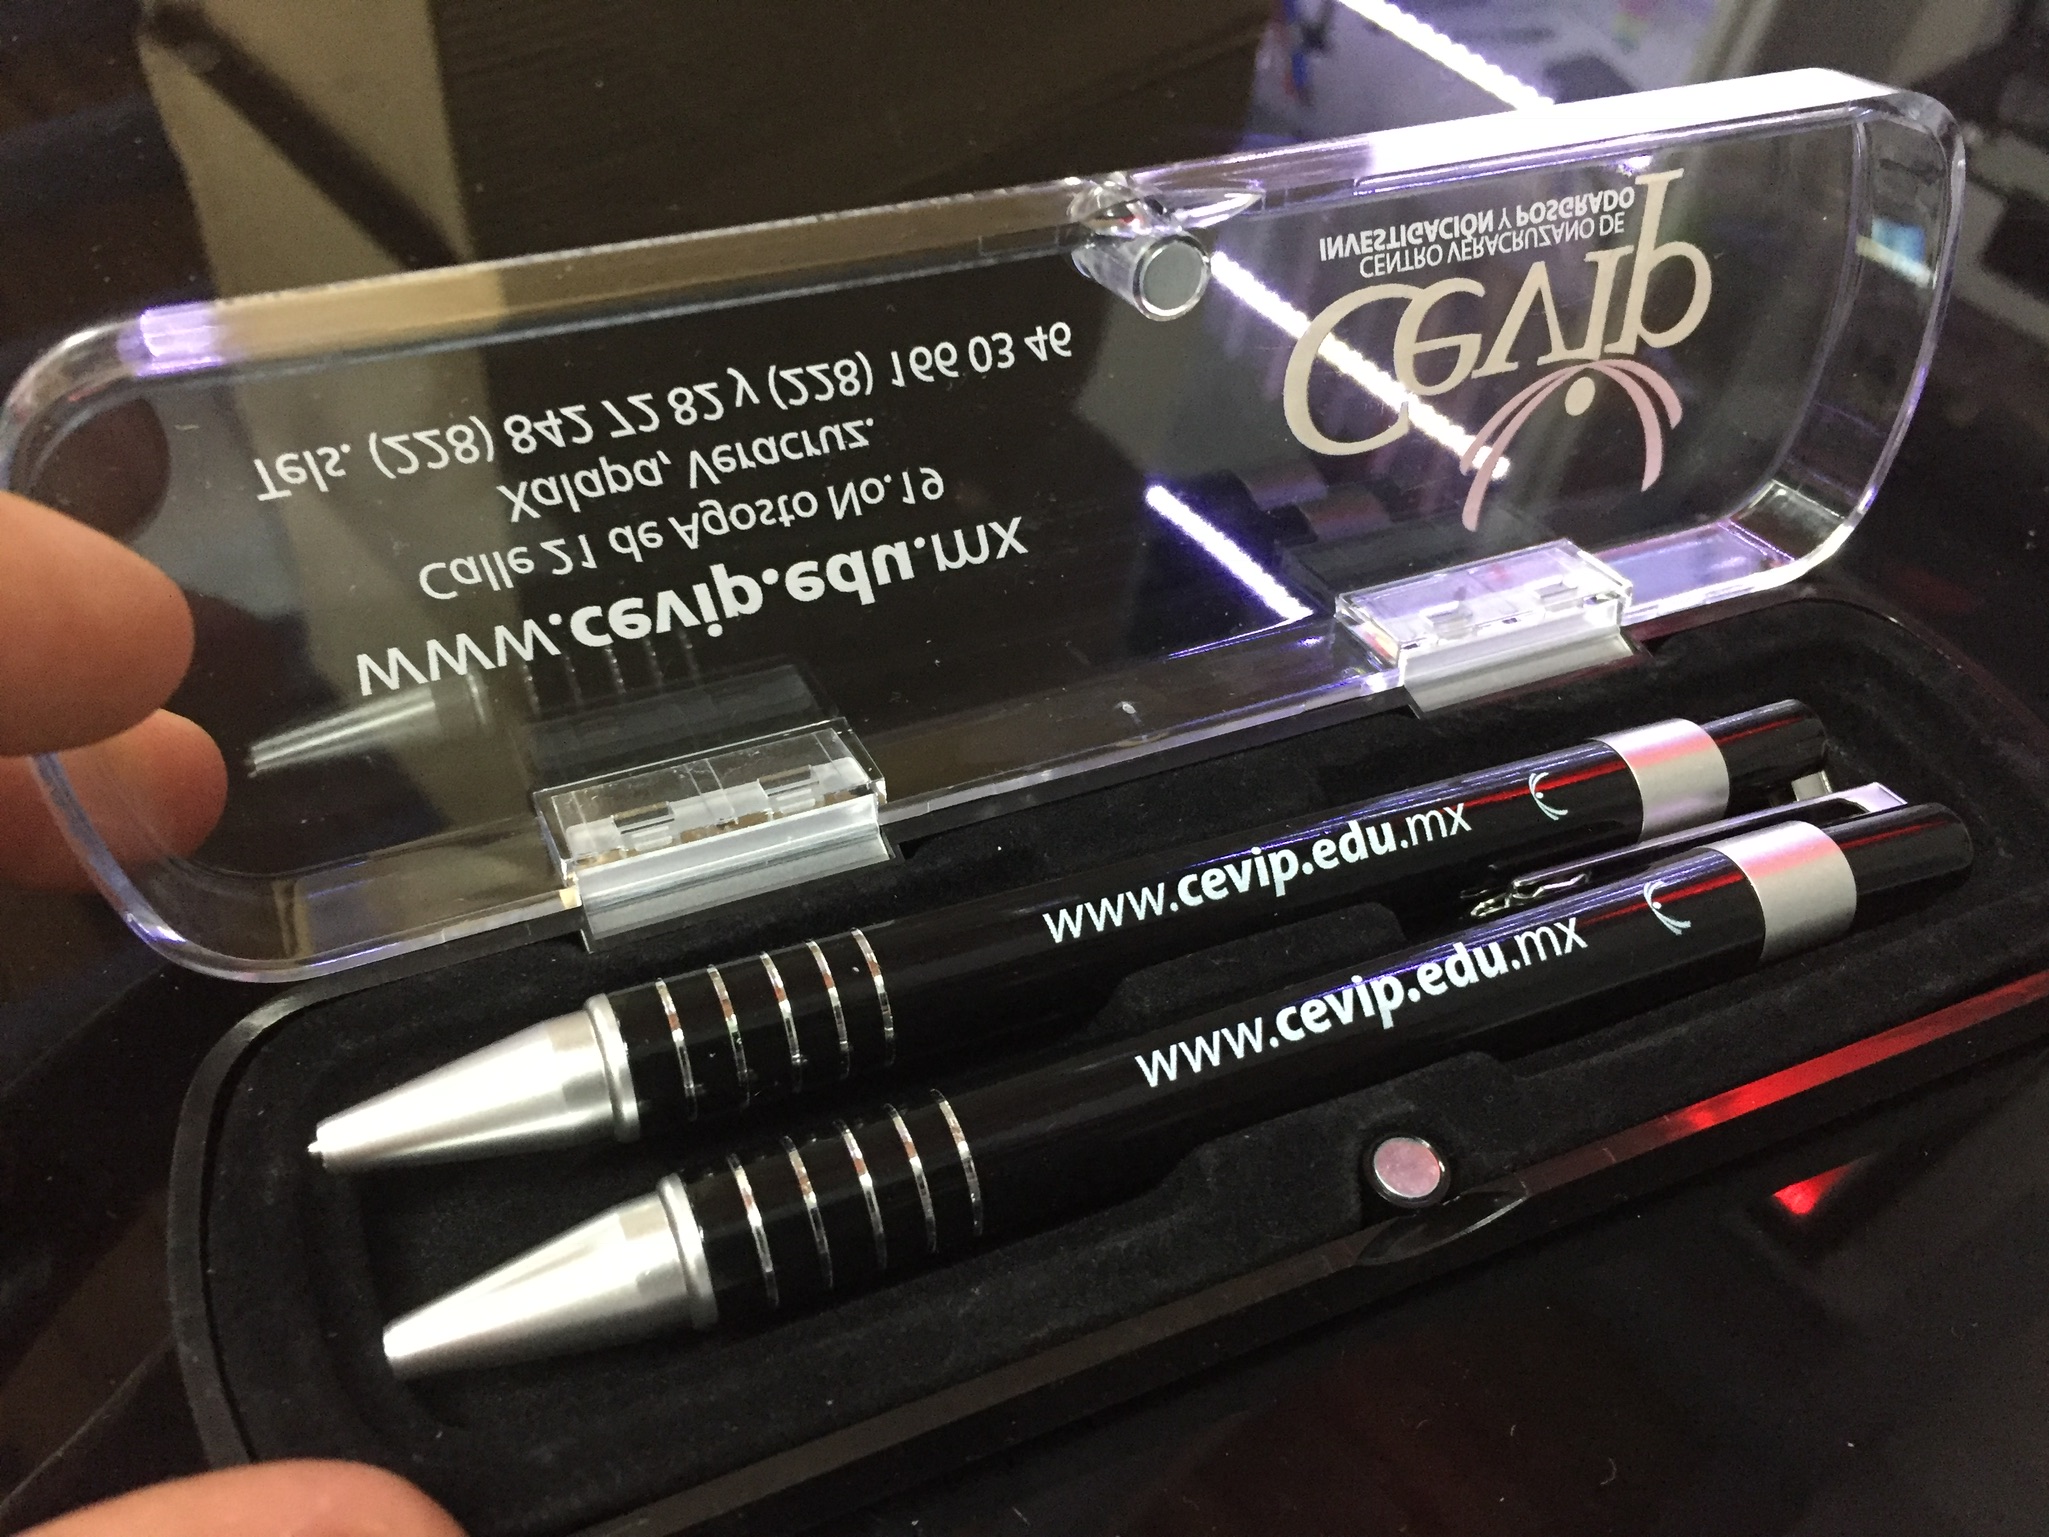 www.cevip.edu.mx
Calle 21 de Agosto No.19
Xalapa, Veracruz.
Tels. (228) 842 72 82 y (228) 166 03 46
CevIp
CENTRO VERACRUZANO DE
INVESTIGACIÓN Y POSGRADO
www.cevip.edu.mx
www.cevip.edu.mx